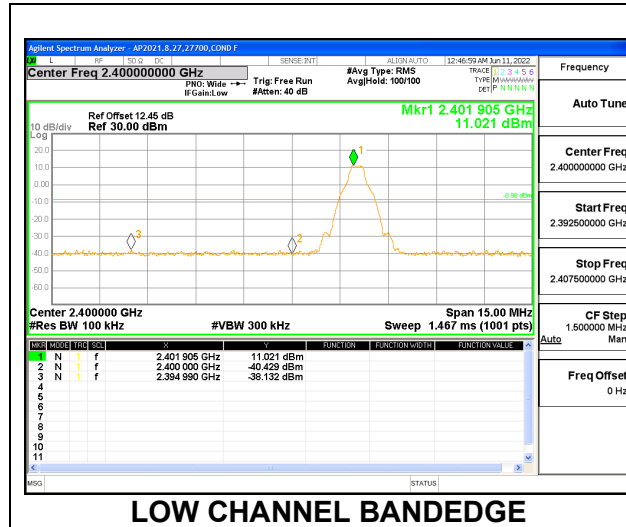 Agilent Spectrum Analyzer - AP2021.8.27,27700,COND F
L RF 50 Ω DC SENSE:INT ALIGN AUTO 12:46:59 AM Jun 11, 2022
Center Freq 2.400000000 GHz
PNO: Wide
IFGain:Low
Trig: Free Run
#Atten: 40 dB
#Avg Type: RMS
Avg|Hold: 100/100
TRACE 1 2 3 4 5 6
TYPE M
DET P N N N N N
Ref Offset 12.45 dB
Ref 30.00 dBm
10 dB/div
Log
Mkr1 2.401 905 GHz
11.021 dBm
20.0
10.0
0.00
-10.0
-20.0
-30.0
-40.0
-50.0
-60.0
1
2
3
-8.98 dBm
Center 2.400000 GHz
Span 15.00 MHz
#Res BW 100 kHz
#VBW 300 kHz
Sweep 1.467 ms (1001 pts)
MKR MODE TRC SCL X Y FUNCTION FUNCTION WIDTH FUNCTION VALUE
1 N 1 f 2.401 905 GHz 11.021 dBm
2 N 1 f 2.400 000 GHz -40.429 dBm
3 N 1 f 2.394 990 GHz -38.132 dBm
4
5
6
7
8
9
10
11
MSG
STATUS
Frequency
Auto Tune
Center Freq
2.400000000 GHz
Start Freq
2.392500000 GHz
Stop Freq
2.407500000 GHz
CF Step
1.500000 MHz
Auto Man
Freq Offset
0 Hz
LOW CHANNEL BANDEDGE